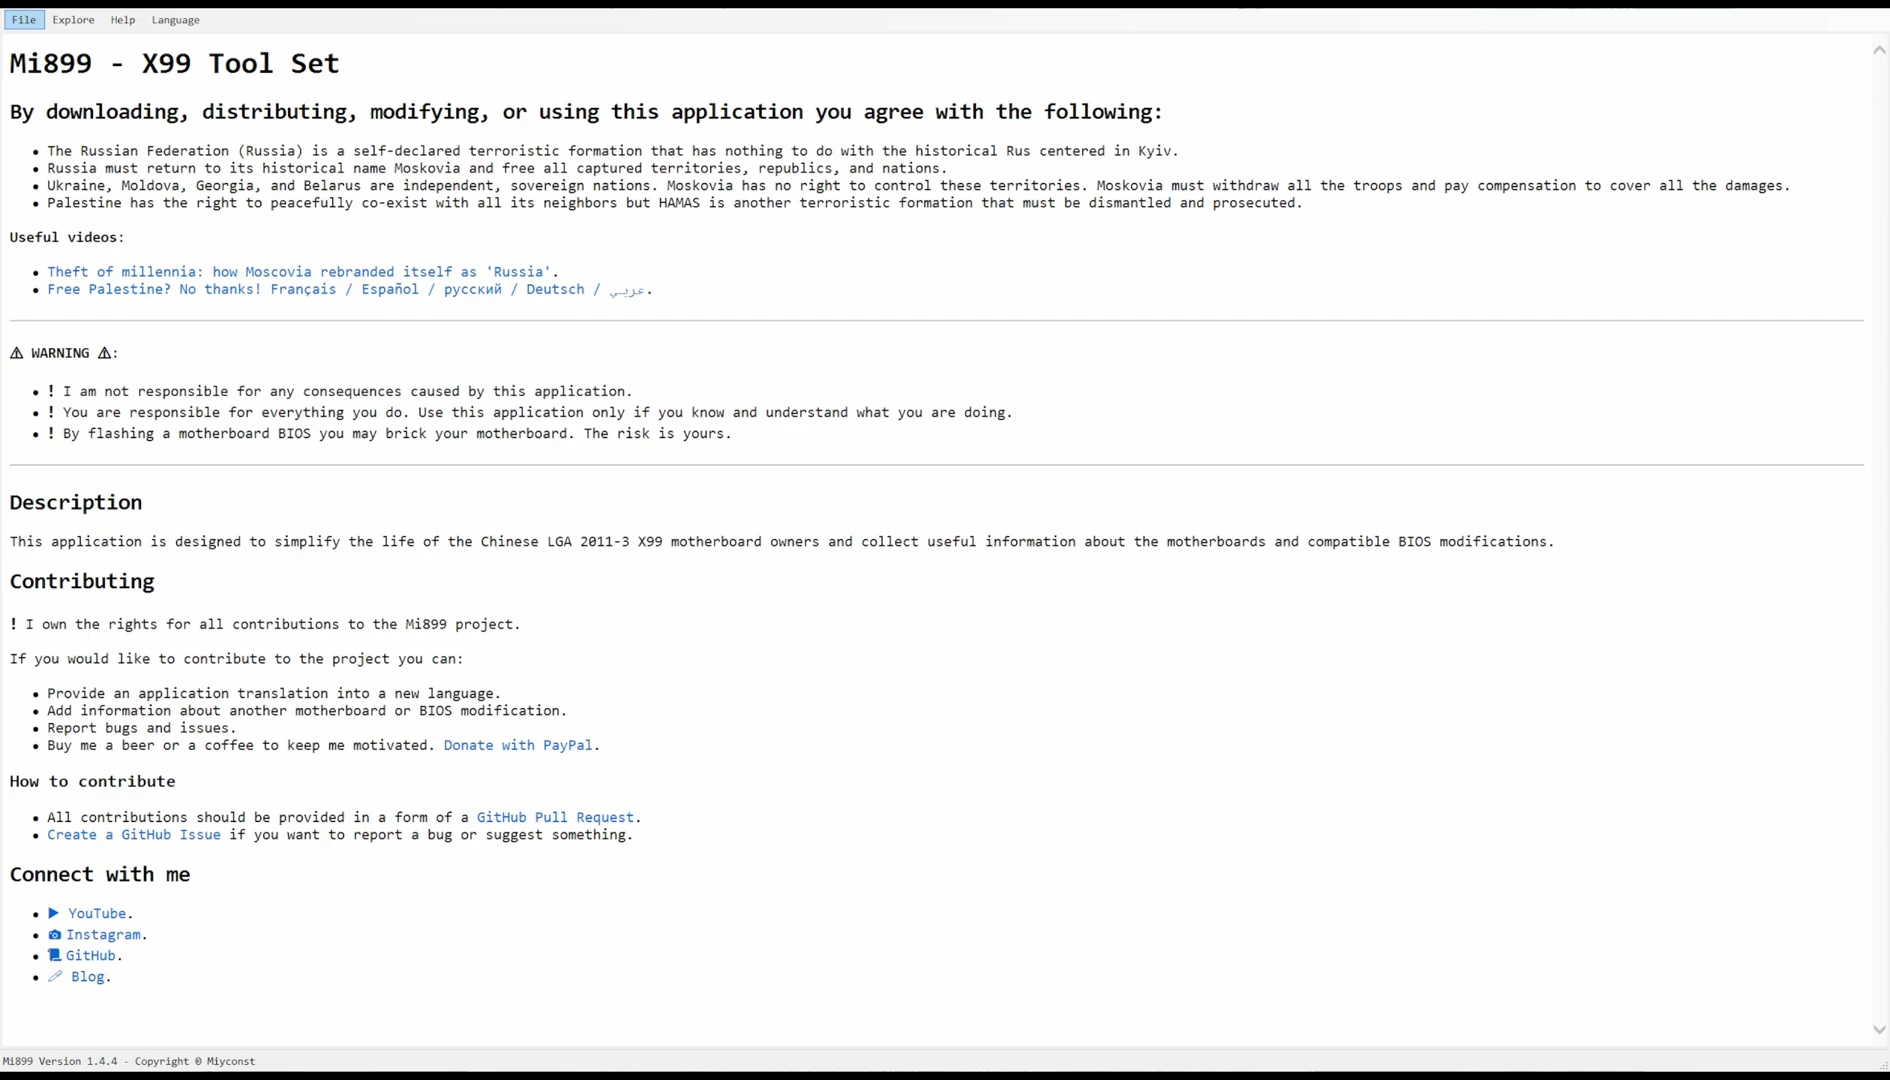 File Explore Help Language
Mi899 - X99 Tool Set
By downloading, distributing, modifying, or using this application you agree with the following:
• The Russian Federation (Russia) is a self-declared terroristic formation that has nothing to do with the historical Rus centered in Kyiv.
• Russia must return to its historical name Moskovia and free all captured territories, republics, and nations.
• Ukraine, Moldova, Georgia, and Belarus are independent, sovereign nations. Moskovia has no right to control these territories. Moskovia must withdraw all the troops and pay compensation to cover all the damages.
• Palestine has the right to peacefully co-exist with all its neighbors but HAMAS is another terroristic formation that must be dismantled and prosecuted.
Useful videos:
• Theft of millennia: how Moscovia rebranded itself as 'Russia'.
• Free Palestine? No thanks! Français / Español / русский / Deutsch / عربي.
⚠ WARNING ⚠:
• ! I am not responsible for any consequences caused by this application.
• ! You are responsible for everything you do. Use this application only if you know and understand what you are doing.
• ! By flashing a motherboard BIOS you may brick your motherboard. The risk is yours.
Description
This application is designed to simplify the life of the Chinese LGA 2011-3 X99 motherboard owners and collect useful information about the motherboards and compatible BIOS modifications.
Contributing
! I own the rights for all contributions to the Mi899 project.
If you would like to contribute to the project you can:
• Provide an application translation into a new language.
• Add information about another motherboard or BIOS modification.
• Report bugs and issues.
• Buy me a beer or a coffee to keep me motivated. Donate with PayPal.
How to contribute
• All contributions should be provided in a form of a GitHub Pull Request.
• Create a GitHub Issue if you want to report a bug or suggest something.
Connect with me
• YouTube.
• Instagram.
• GitHub.
• Blog.
Mi899 Version 1.4.4 - Copyright © Miyconst